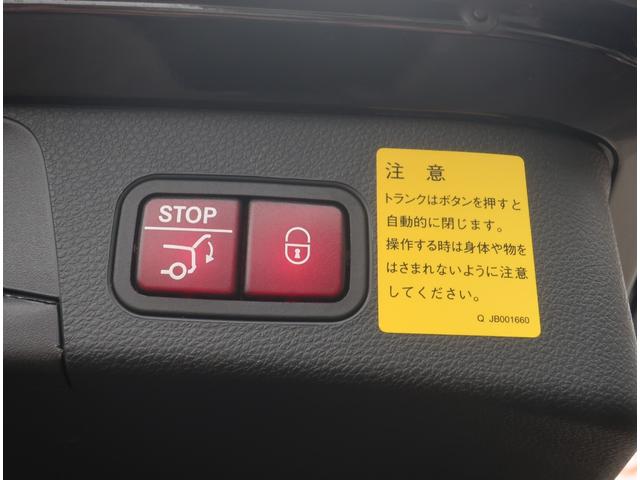 STOP
注意
トランクはボタンを押すと
自動的に閉じます。
操作する時は身体や物を
はさまれないように注意
してください。
Q JB001660